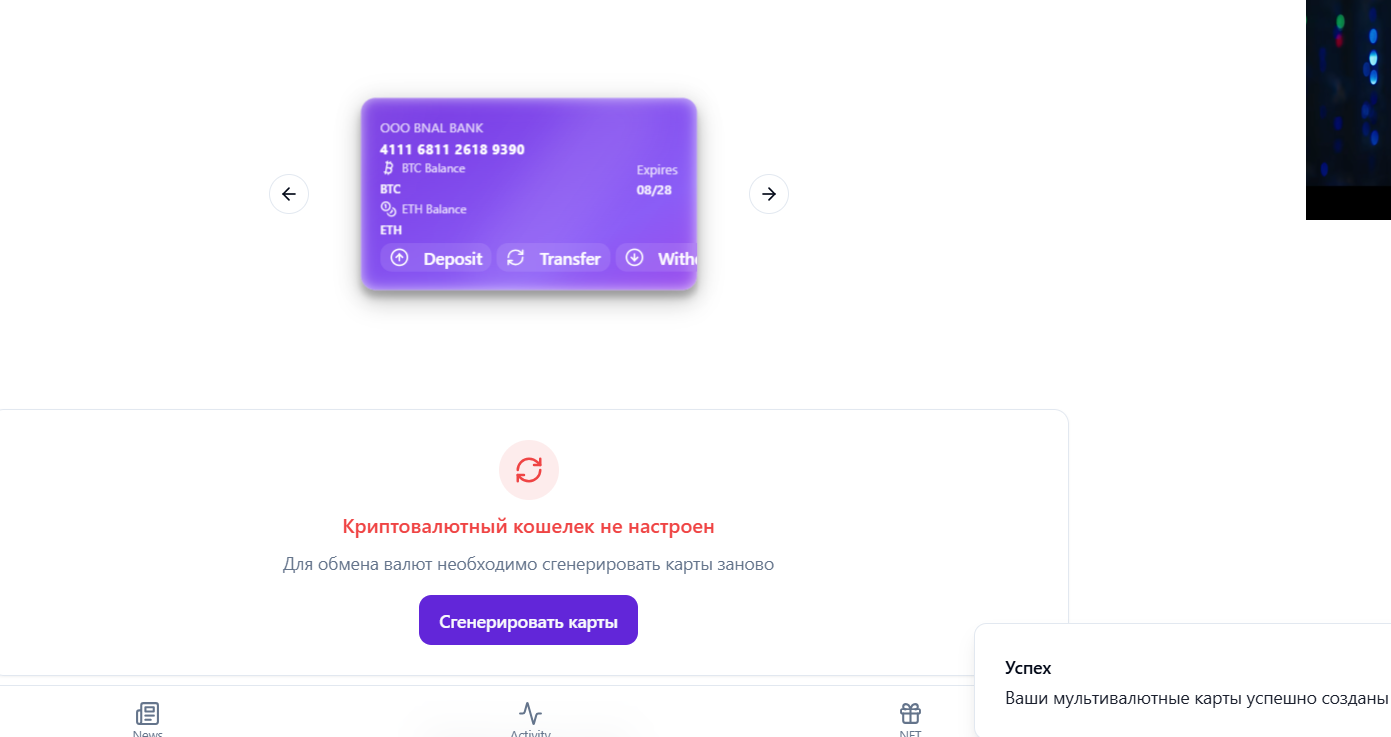 OOO BNAL BANK
4111 6811 2618 9390
BTC Balance
Expires
BTC
08/28
ETH Balance
ETH
Deposit
Transfer
Криптовалютный кошелек не настроен
Для обмена валют необходимо сгенерировать карты заново
Сгенерировать карты
Успех
Ваши мультивалютные карты успешно созданы
News
Activity
NFT